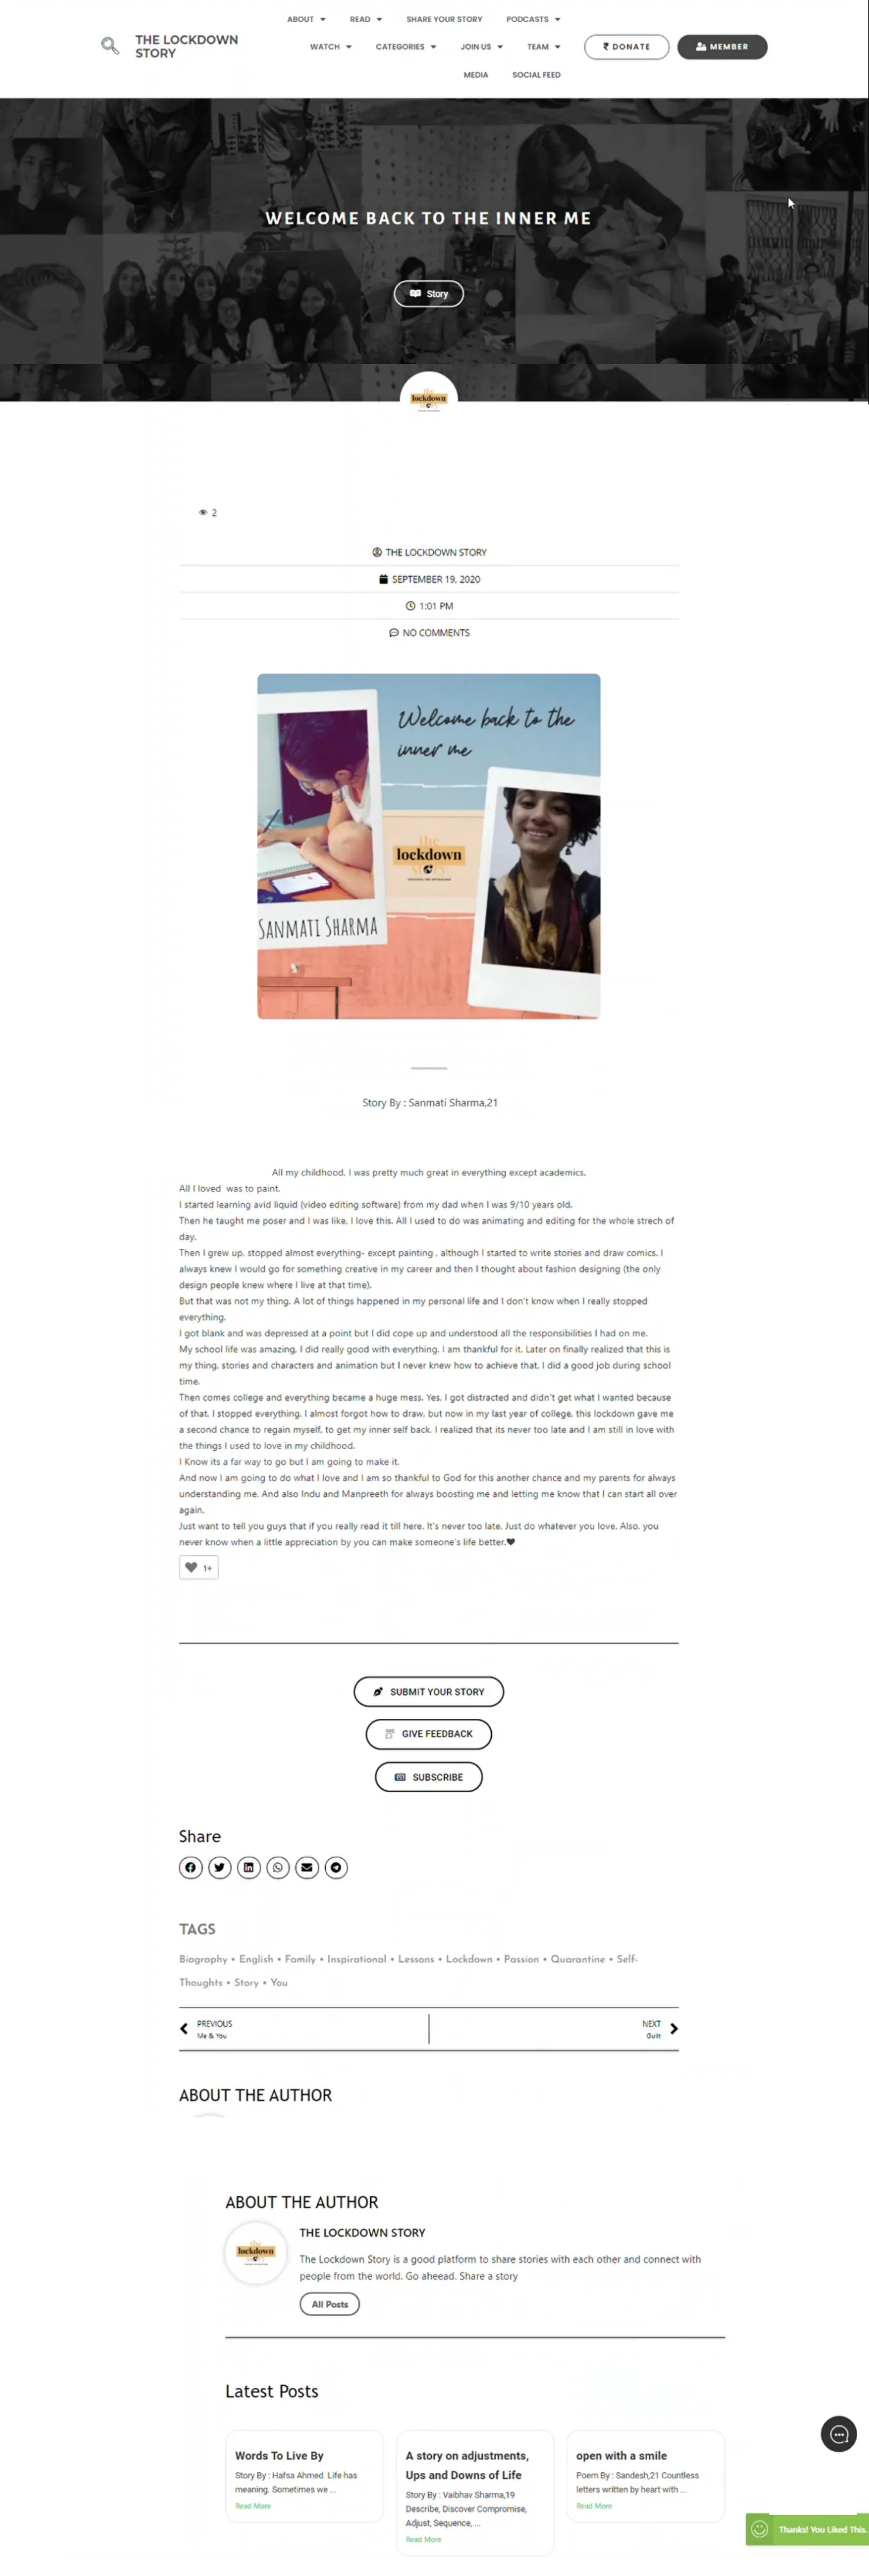 THE LOCKDOWN
STORY
ABOUT READ SHARE YOUR STORY PODCASTS
WATCH CATEGORIES JOIN US TEAM
MEDIA SOCIAL FEED
₹ DONATE
MEMBER
WELCOME BACK TO THE INNER ME
Story
the
lockdown
2
THE LOCKDOWN STORY
SEPTEMBER 19, 2020
1:01 PM
NO COMMENTS
Welcome back to the
inner me
the
lockdown
SANMATI SHARMA
Story By : Sanmati Sharma,21
All my childhood, I was pretty much great in everything except academics.
All I loved was to paint.
I started learning avid liquid (video editing software) from my dad when I was 9/10 years old.
Then he taught me poser and I was like, I love this. All I used to do was animating and editing for the whole strech of
day.
Then I grew up, stopped almost everything- except painting , although I started to write stories and draw comics. I
always knew I would go for something creative in my career and then I thought about fashion designing (the only
design people knew where I live at that time).
But that was not my thing. A lot of things happened in my personal life and I don't know when I really stopped
everything.
I got blank and was depressed at a point but I did cope up and understood all the responsibilities I had on me.
My school life was amazing, I did really good with everything. I am thankful for it. Later on finally realized that this is
my thing, stories and characters and animation but I never knew how to achieve that. I did a good job during school
time.
Then comes college and everything became a huge mess. Yes, I got distracted and didn't get what I wanted because
of that. I stopped everything, I almost forgot how to draw, but now in my last year of college, this lockdown gave me
a second chance to regain myself, to get my inner self back. I realized that its never too late and I am still in love with
the things I used to love in my childhood.
I Know its a far way to go but I am going to make it.
And now I am going to do what I love and I am so thankful to God for this another chance and my parents for always
understanding me. And also Indu and Manpreeth for always boosting me and letting me know that I can start all over
again.
Just want to tell you guys that if you really read it till here. It's never too late. Just do whatever you love. Also, you
never know when a little appreciation by you can make someone's life better.🖤
1+
SUBMIT YOUR STORY
GIVE FEEDBACK
SUBSCRIBE
Share
TAGS
Biography • English • Family • Inspirational • Lessons • Lockdown • Passion • Quarantine • Self-
Thoughts • Story • You
PREVIOUS
Me & You
NEXT
Guilt
ABOUT THE AUTHOR
ABOUT THE AUTHOR
THE LOCKDOWN STORY
lockdown
The Lockdown Story is a good platform to share stories with each other and connect with
people from the world. Go aheead. Share a story
All Posts
Latest Posts
Words To Live By
Story By : Hafsa Ahmed Life has
meaning. Sometimes we ...
Read More
A story on adjustments,
Ups and Downs of Life
Story By : Vaibhav Sharma,19
Describe, Discover Compromise,
Adjust, Sequence, ...
Read More
open with a smile
Poem By : Sandesh,21 Countless
letters written by heart with ...
Read More
Thanks! You Liked This.